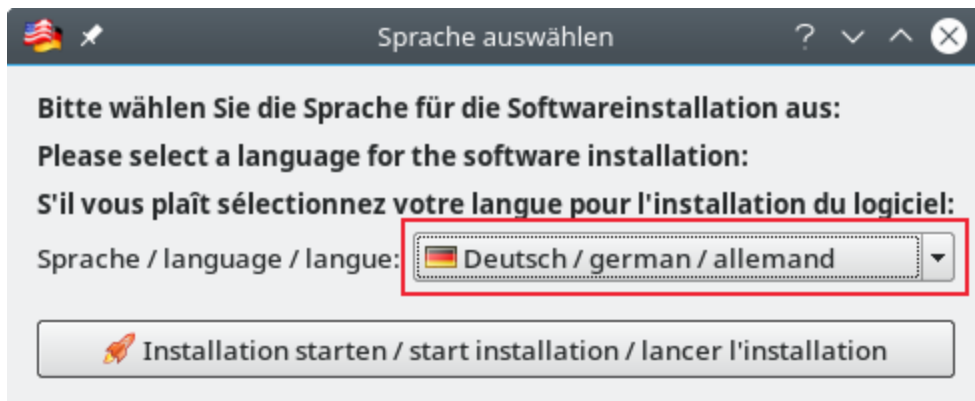 Sprache auswählen
Bitte wählen Sie die Sprache für die Softwareinstallation aus:
Please select a language for the software installation:
S'il vous plaît sélectionnez votre langue pour l'installation du logiciel:
Sprache / language / langue: Deutsch / german / allemand
Installation starten / start installation / lancer l'installation